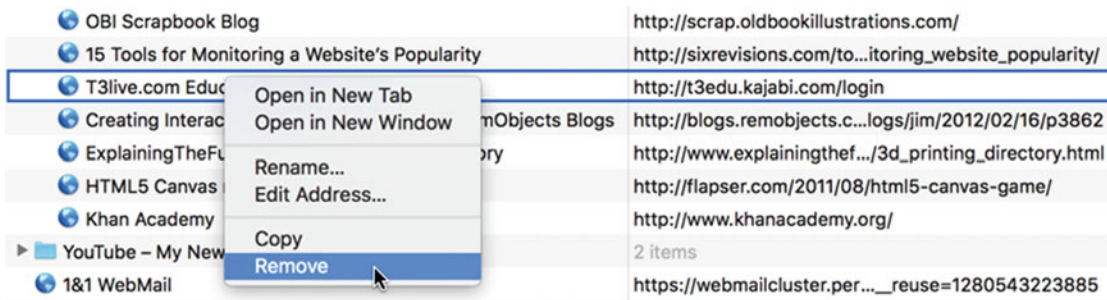 OBI Scrapbook Blog http://scrap.oldbookillustrations.com/
15 Tools for Monitoring a Website's Popularity http://sixrevisions.com/to...itoring_website_popularity/
T3live.com Educ http://t3edu.kajabi.com/login
Open in New Tab
Creating Interac mObjects Blogs http://blogs.remobjects.c...logs/jim/2012/02/16/p3862
Open in New Window
ExplainingTheFu ry http://www.explainingthef.../3d_printing_directory.html
Rename...
HTML5 Canvas http://flapser.com/2011/08/html5-canvas-game/
Edit Address...
Khan Academy http://www.khanacademy.org/
Copy
YouTube – My New 2 items
Remove
1&1 WebMail https://webmailcluster.per...__reuse=1280543223885